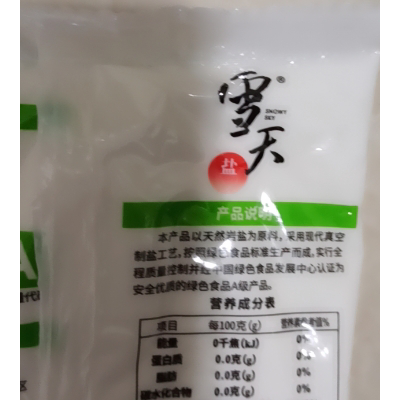 雪天®
SNOWY
SKY
盐
产品说明
本产品以天然岩盐为原料，采用现代真空
制盐工艺，按照绿色食品标准生产而成，实行全
程质量控制并经中国绿色食品发展中心认证为
安全优质的绿色食品A级产品。
营养成分表
项目 每100克(g) 营养素参考值%
能量 0千焦(kJ) 0%
蛋白质 0.0克(g) 0%
脂肪 0.0克(g) 0%
碳水化合物 0.0克(g) 0%